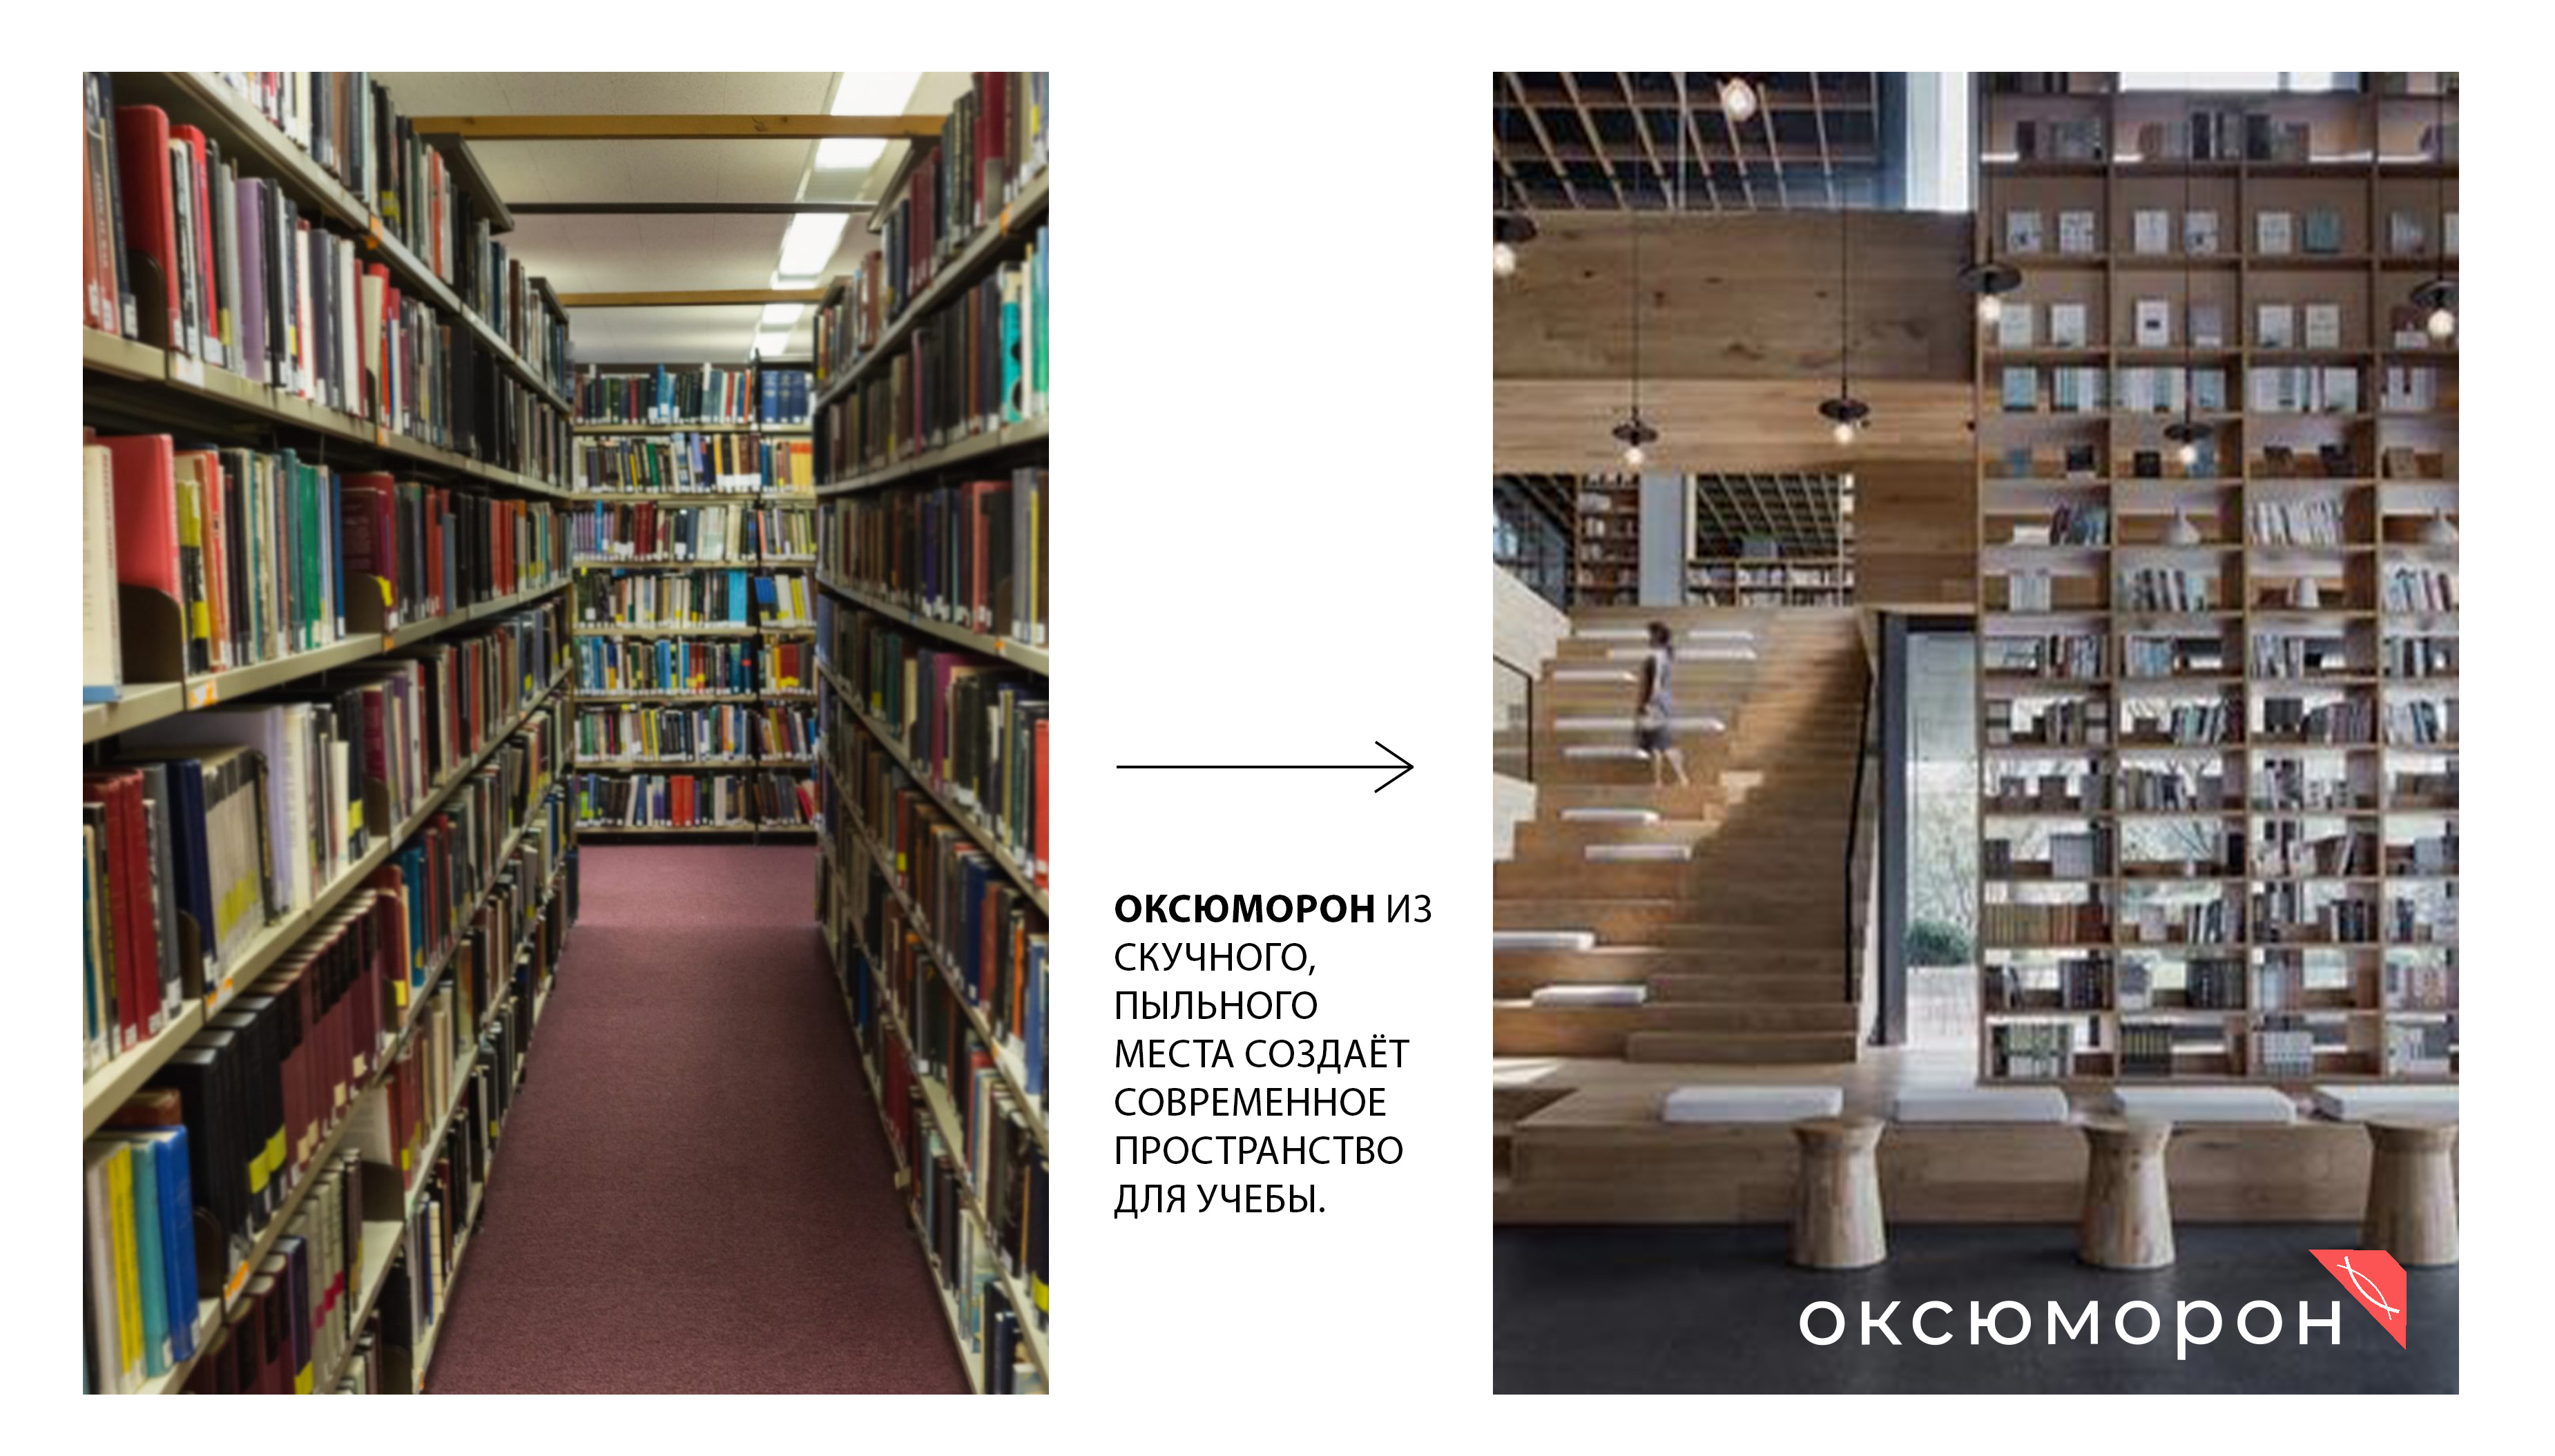 ОКСЮМОРОН ИЗ
СКУЧНОГО,
ПЫЛЬНОГО
МЕСТА СОЗДАЁТ
СОВРЕМЕННОЕ
ПРОСТРАНСТВО
ДЛЯ УЧЕБЫ.
оксюморон